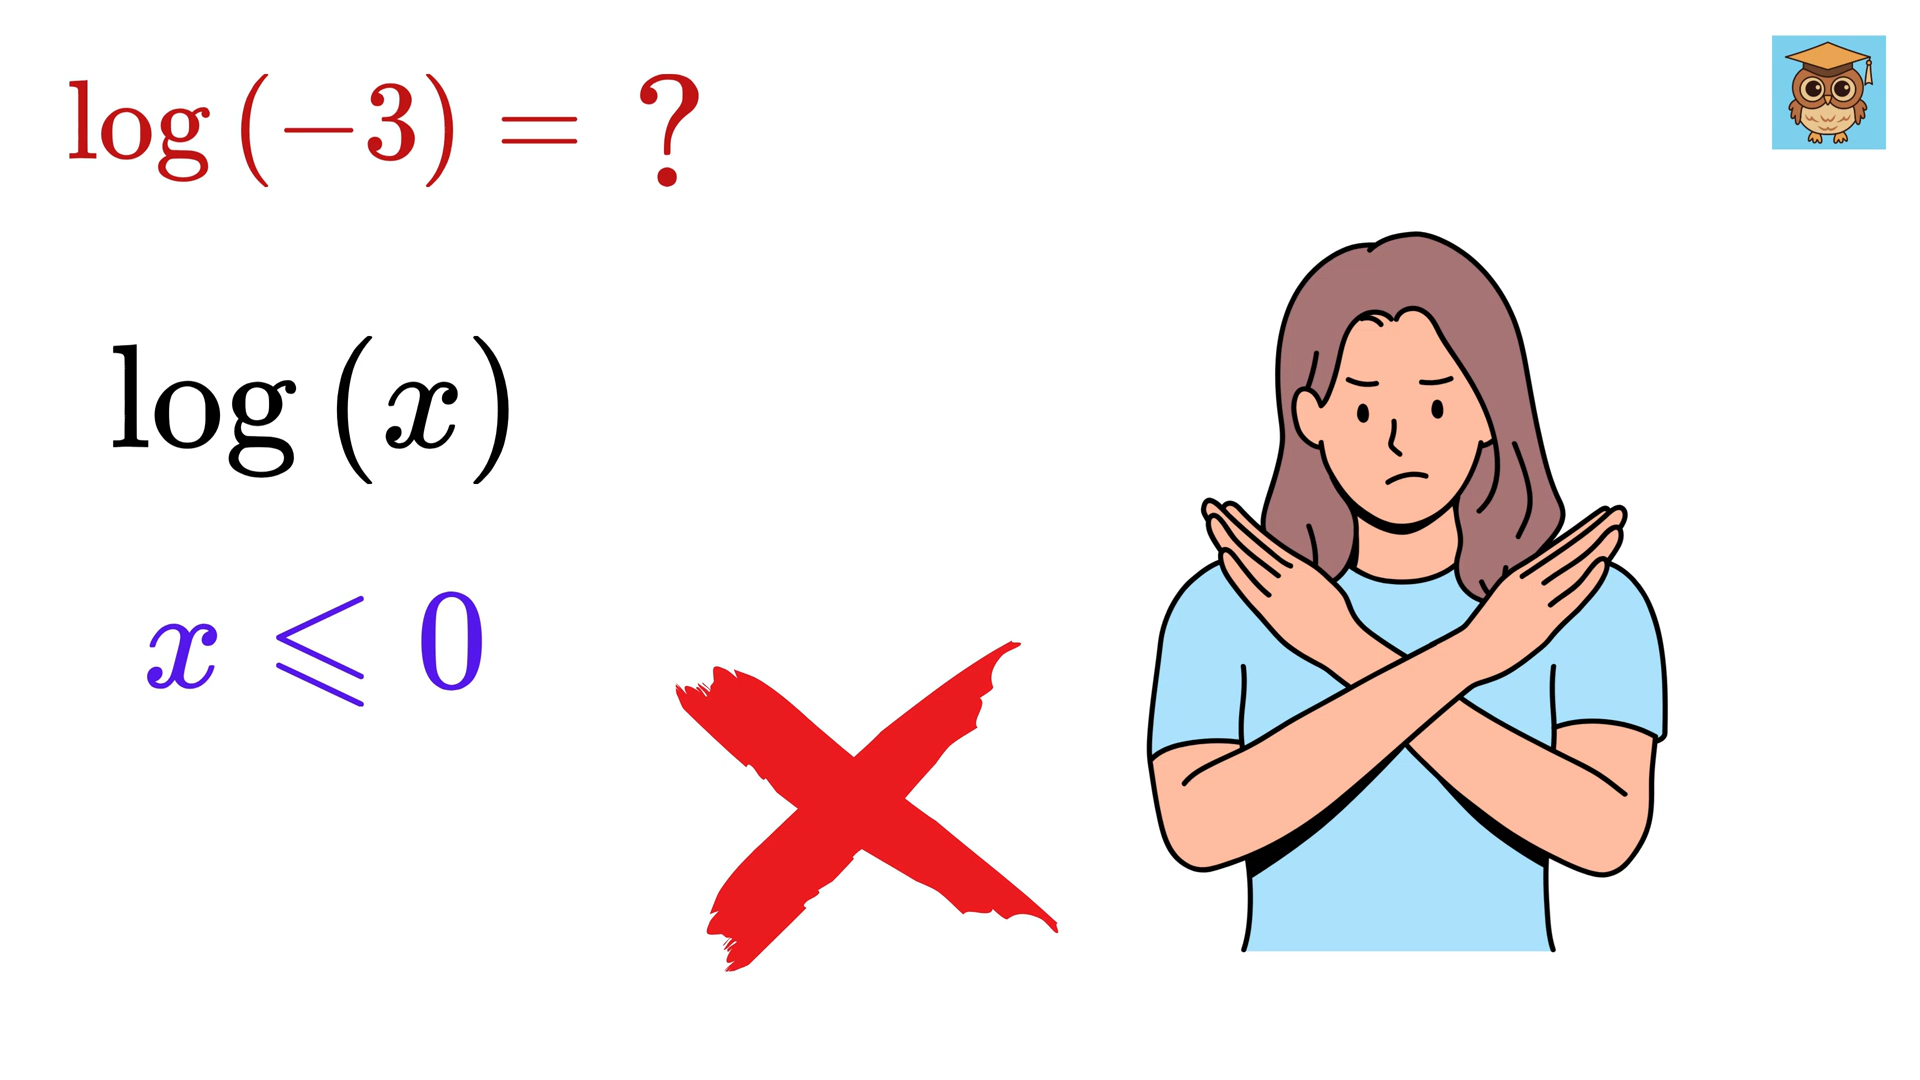 log (−3) = ?
log (x)
x ⩽ 0